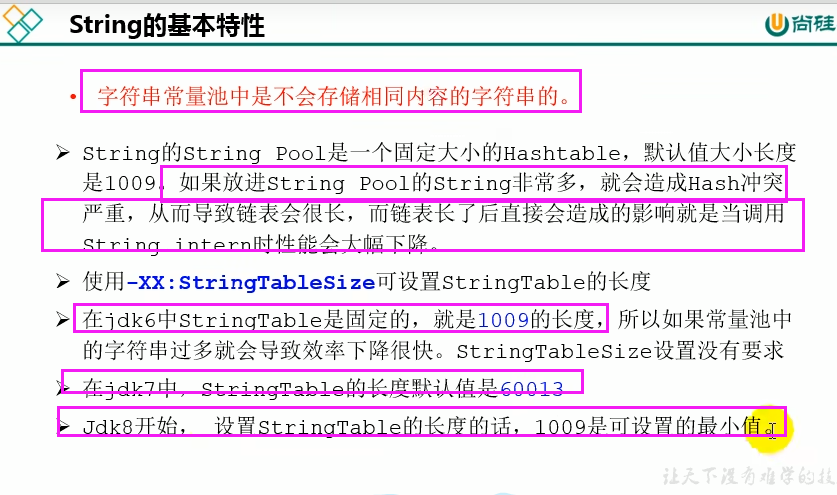 String的基本特性
尚硅
• 字符串常量池中是不会存储相同内容的字符串的。
➢ String的String Pool是一个固定大小的Hashtable，默认值大小长度
是1009。如果放进String Pool的String非常多，就会造成Hash冲突
严重，从而导致链表会很长，而链表长了后直接会造成的影响就是当调用
String.intern时性能会大幅下降。
➢ 使用-XX:StringTableSize可设置StringTable的长度
➢ 在jdk6中StringTable是固定的，就是1009的长度，所以如果常量池中
的字符串过多就会导致效率下降很快。StringTableSize设置没有要求
➢ 在jdk7中，StringTable的长度默认值是60013
➢ Jdk8开始， 设置StringTable的长度的话，1009是可设置的最小值。
让天下没有难学的技